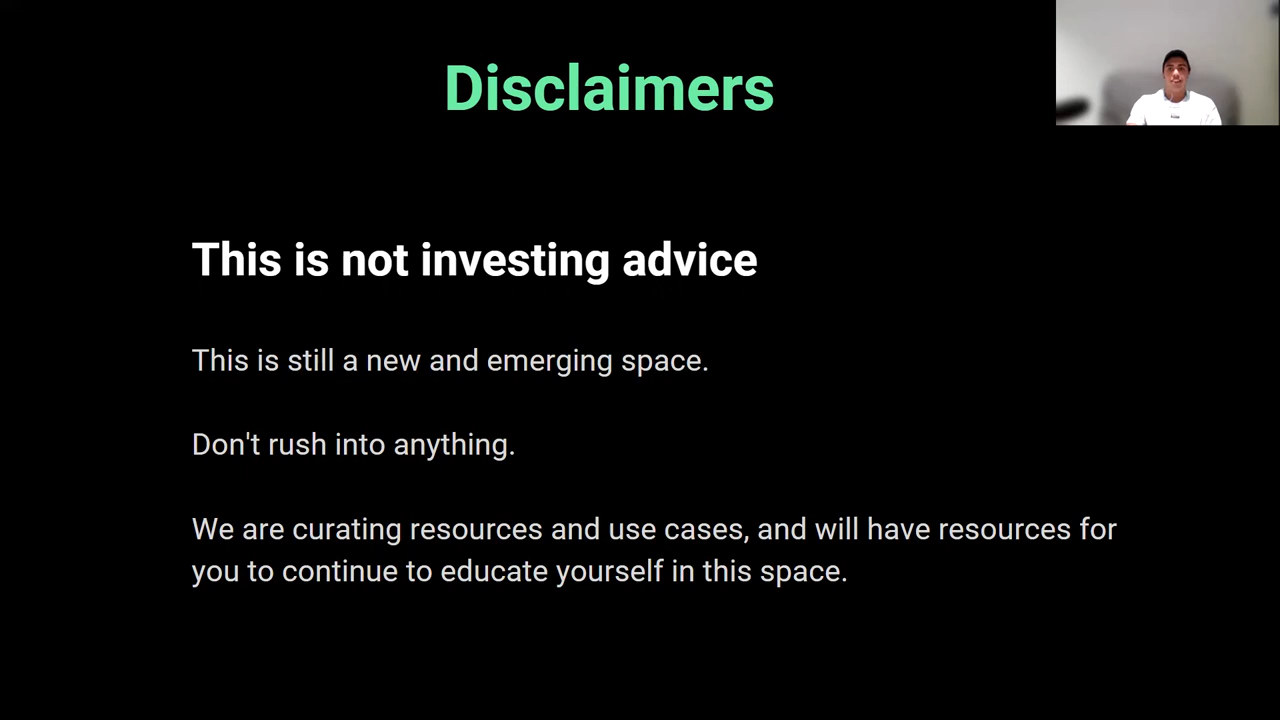 Disclaimers
This is not investing advice
This is still a new and emerging space.
Don't rush into anything.
We are curating resources and use cases, and will have resources for
you to continue to educate yourself in this space.